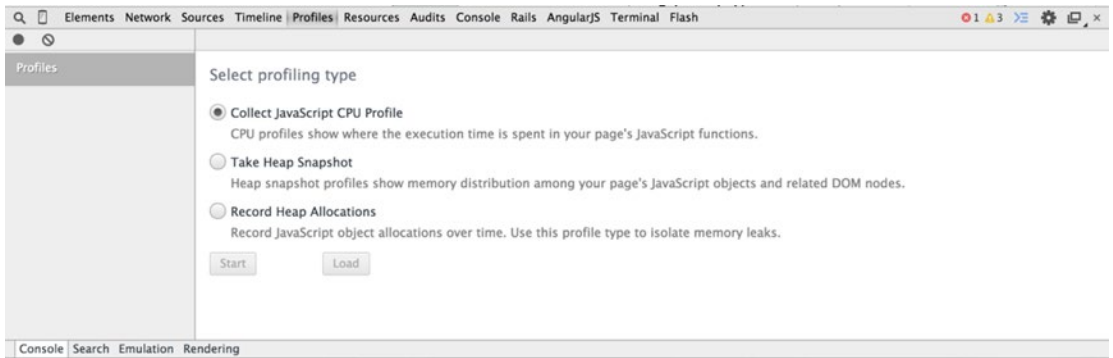 Elements Network Sources Timeline Profiles Resources Audits Console Rails AngularJS Terminal Flash 1 3
Profiles
Select profiling type
Collect JavaScript CPU Profile
CPU profiles show where the execution time is spent in your page's JavaScript functions.
Take Heap Snapshot
Heap snapshot profiles show memory distribution among your page's JavaScript objects and related DOM nodes.
Record Heap Allocations
Record JavaScript object allocations over time. Use this profile type to isolate memory leaks.
Start Load
Console Search Emulation Rendering